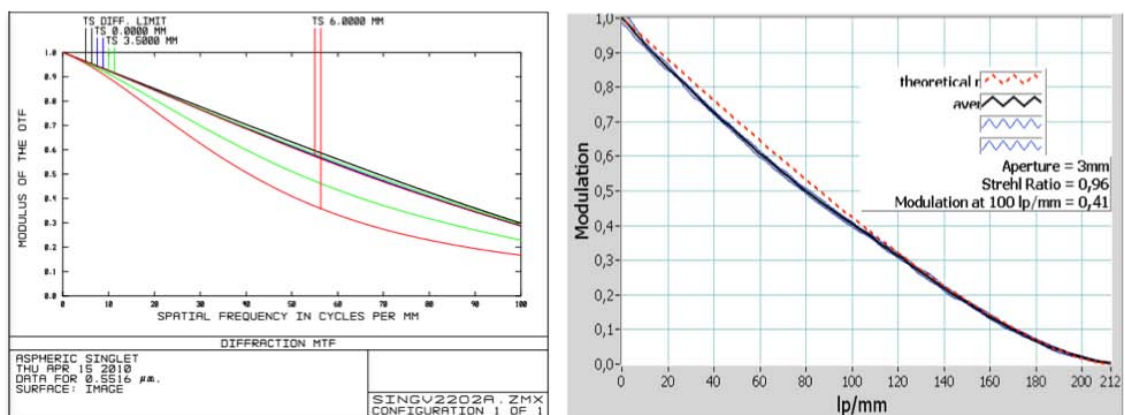 TS DIFF. LIMIT
TS 0.0000 MM
TS 3.5000 MM
TS 6.0000 MM
1.0
0.9
0.8
0.7
0.6
0.5
0.4
0.3
0.2
0.1
0.0
MODULUS OF THE OTF
0 10 20 30 40 50 60 70 80 90 100
SPATIAL FREQUENCY IN CYCLES PER MM
DIFFRACTION MTF
ASPHERIC SINGLET
THU APR 15 2010
DATA FOR 0.5516 µm.
SURFACE: IMAGE
SINGV2202A.ZMX
CONFIGURATION 1 OF 1
1,0
0,9
0,8
0,7
0,6
0,5
0,4
0,3
0,2
0,1
0,0
Modulation
theoretical r
aver
Aperture = 3mm
Strehl Ratio = 0,96
Modulation at 100 lp/mm = 0,41
0 20 40 60 80 100 120 140 160 180 200 212
lp/mm